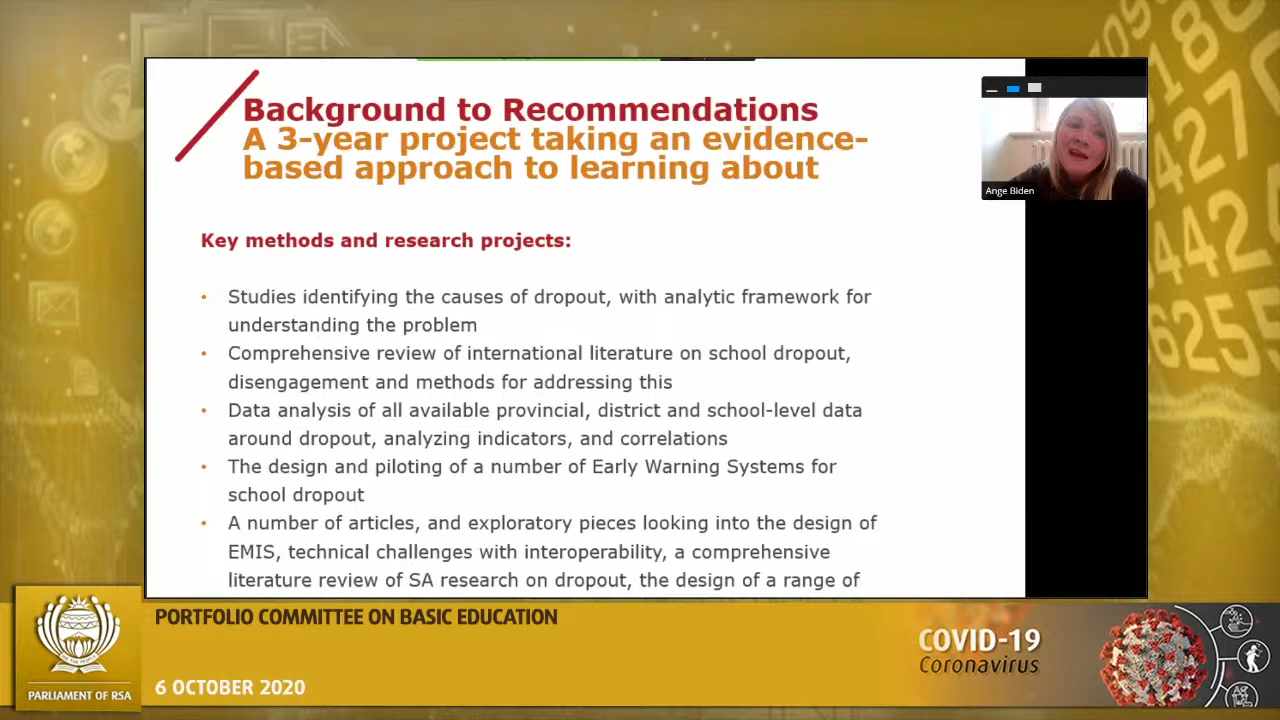 Background to Recommendations
A 3-year project taking an evidence-
based approach to learning about
Ange Biden
Key methods and research projects:
• Studies identifying the causes of dropout, with analytic framework for
understanding the problem
• Comprehensive review of international literature on school dropout,
disengagement and methods for addressing this
• Data analysis of all available provincial, district and school-level data
around dropout, analyzing indicators, and correlations
• The design and piloting of a number of Early Warning Systems for
school dropout
• A number of articles, and exploratory pieces looking into the design of
EMIS, technical challenges with interoperability, a comprehensive
literature review of SA research on dropout, the design of a range of
PORTFOLIO COMMITTEE ON BASIC EDUCATION
6 OCTOBER 2020
PARLIAMENT OF RSA
COVID-19
Coronavirus
6255